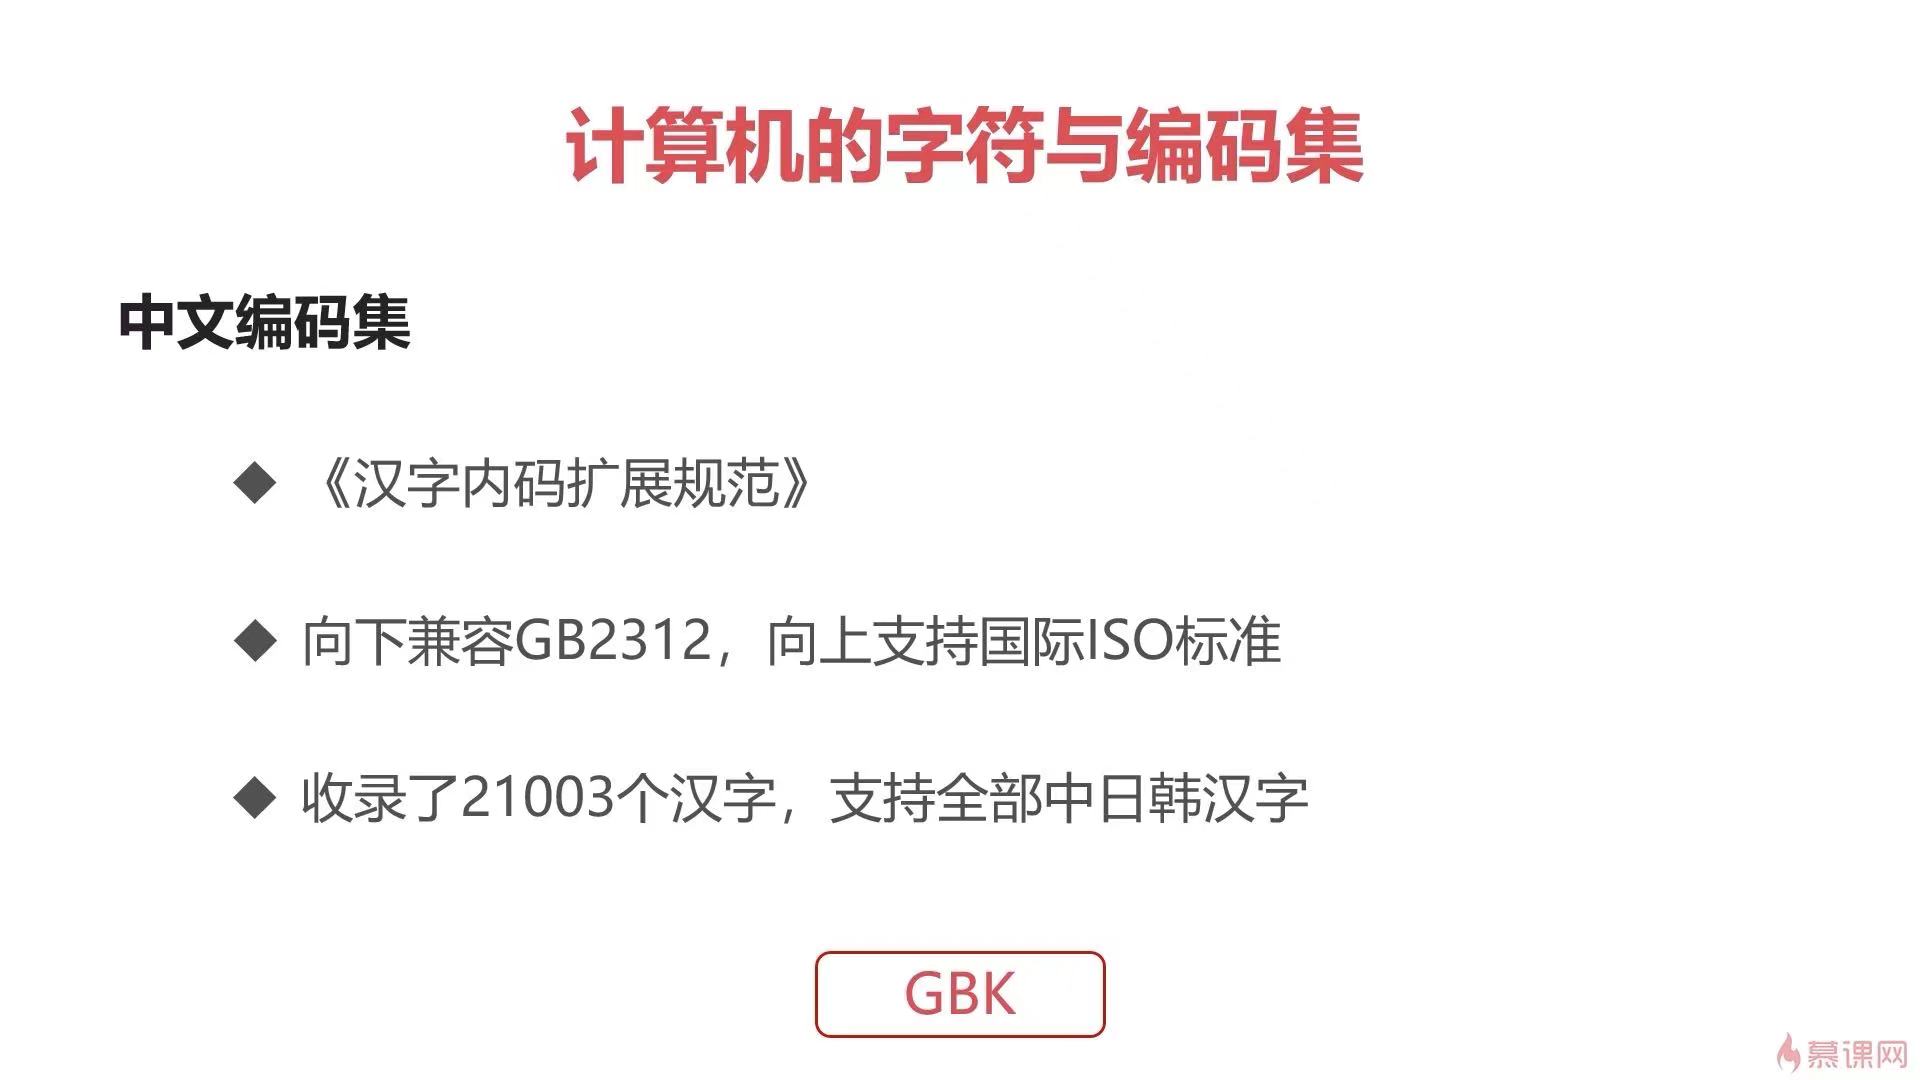 计算机的字符与编码集
中文编码集
◆ 《汉字内码扩展规范》
◆ 向下兼容GB2312，向上支持国际ISO标准
◆ 收录了21003个汉字，支持全部中日韩汉字
GBK
慕课网